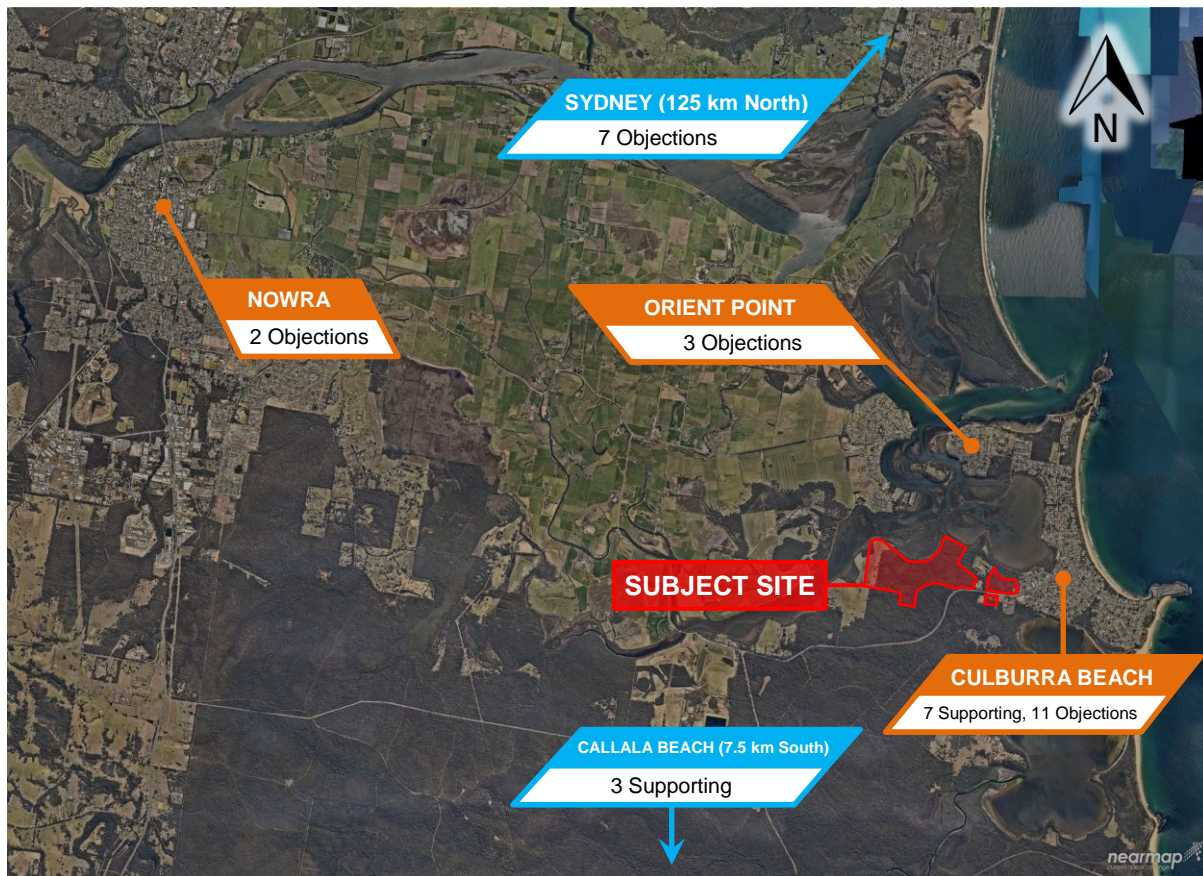 SYDNEY (125 km North)
7 Objections
N
NOWRA
2 Objections
ORIENT POINT
3 Objections
SUBJECT SITE
CULBURRA BEACH
7 Supporting, 11 Objections
CALLALA BEACH (7.5 km South)
3 Supporting
nearmap